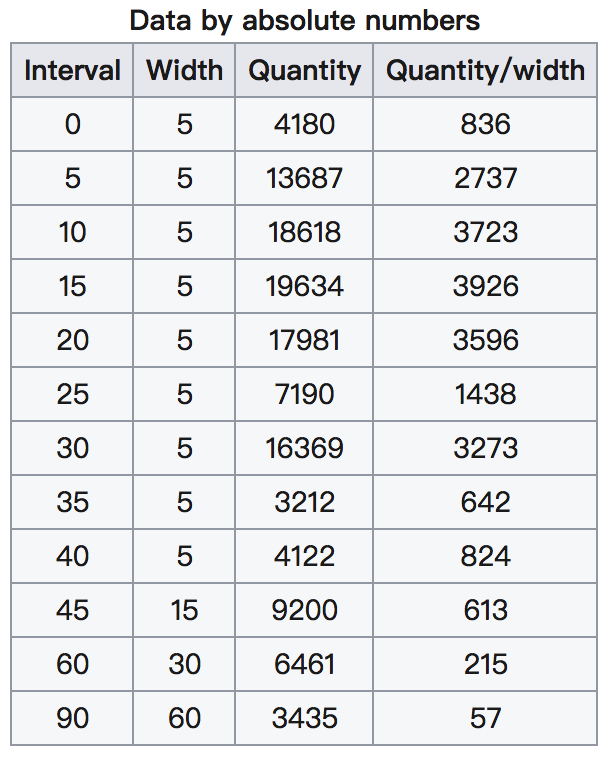 Data by absolute numbers
Interval Width Quantity Quantity/width
0 5 4180 836
5 5 13687 2737
10 5 18618 3723
15 5 19634 3926
20 5 17981 3596
25 5 7190 1438
30 5 16369 3273
35 5 3212 642
40 5 4122 824
45 15 9200 613
60 30 6461 215
90 60 3435 57